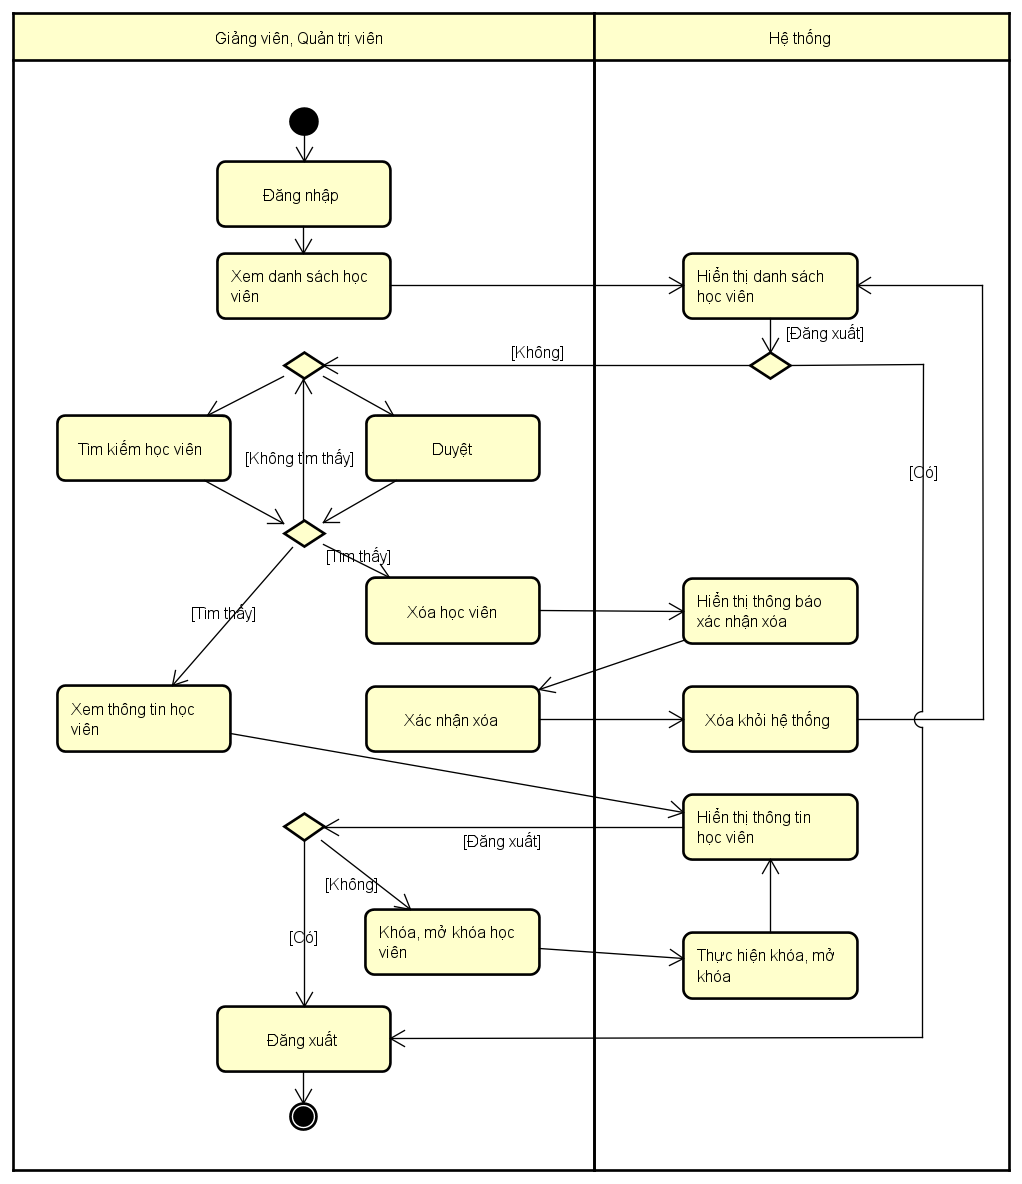 Giảng viên, Quản trị viên
Hệ thống
Đăng nhập
Xem danh sách học
viên
Hiển thị danh sách
học viên
[Đăng xuất]
[Không]
Tìm kiếm học viên
[Không tìm thấy]
Duyệt
[Có]
[Tìm thấy]
Xóa học viên
Hiển thị thông báo
xác nhận xóa
[Tìm thấy]
Xem thông tin học
viên
Xác nhận xóa
Xóa khỏi hệ thống
Hiển thị thông tin
học viên
[Đăng xuất]
[Không]
[Có]
Khóa, mở khóa học
viên
Thực hiện khóa, mở
khóa
Đăng xuất